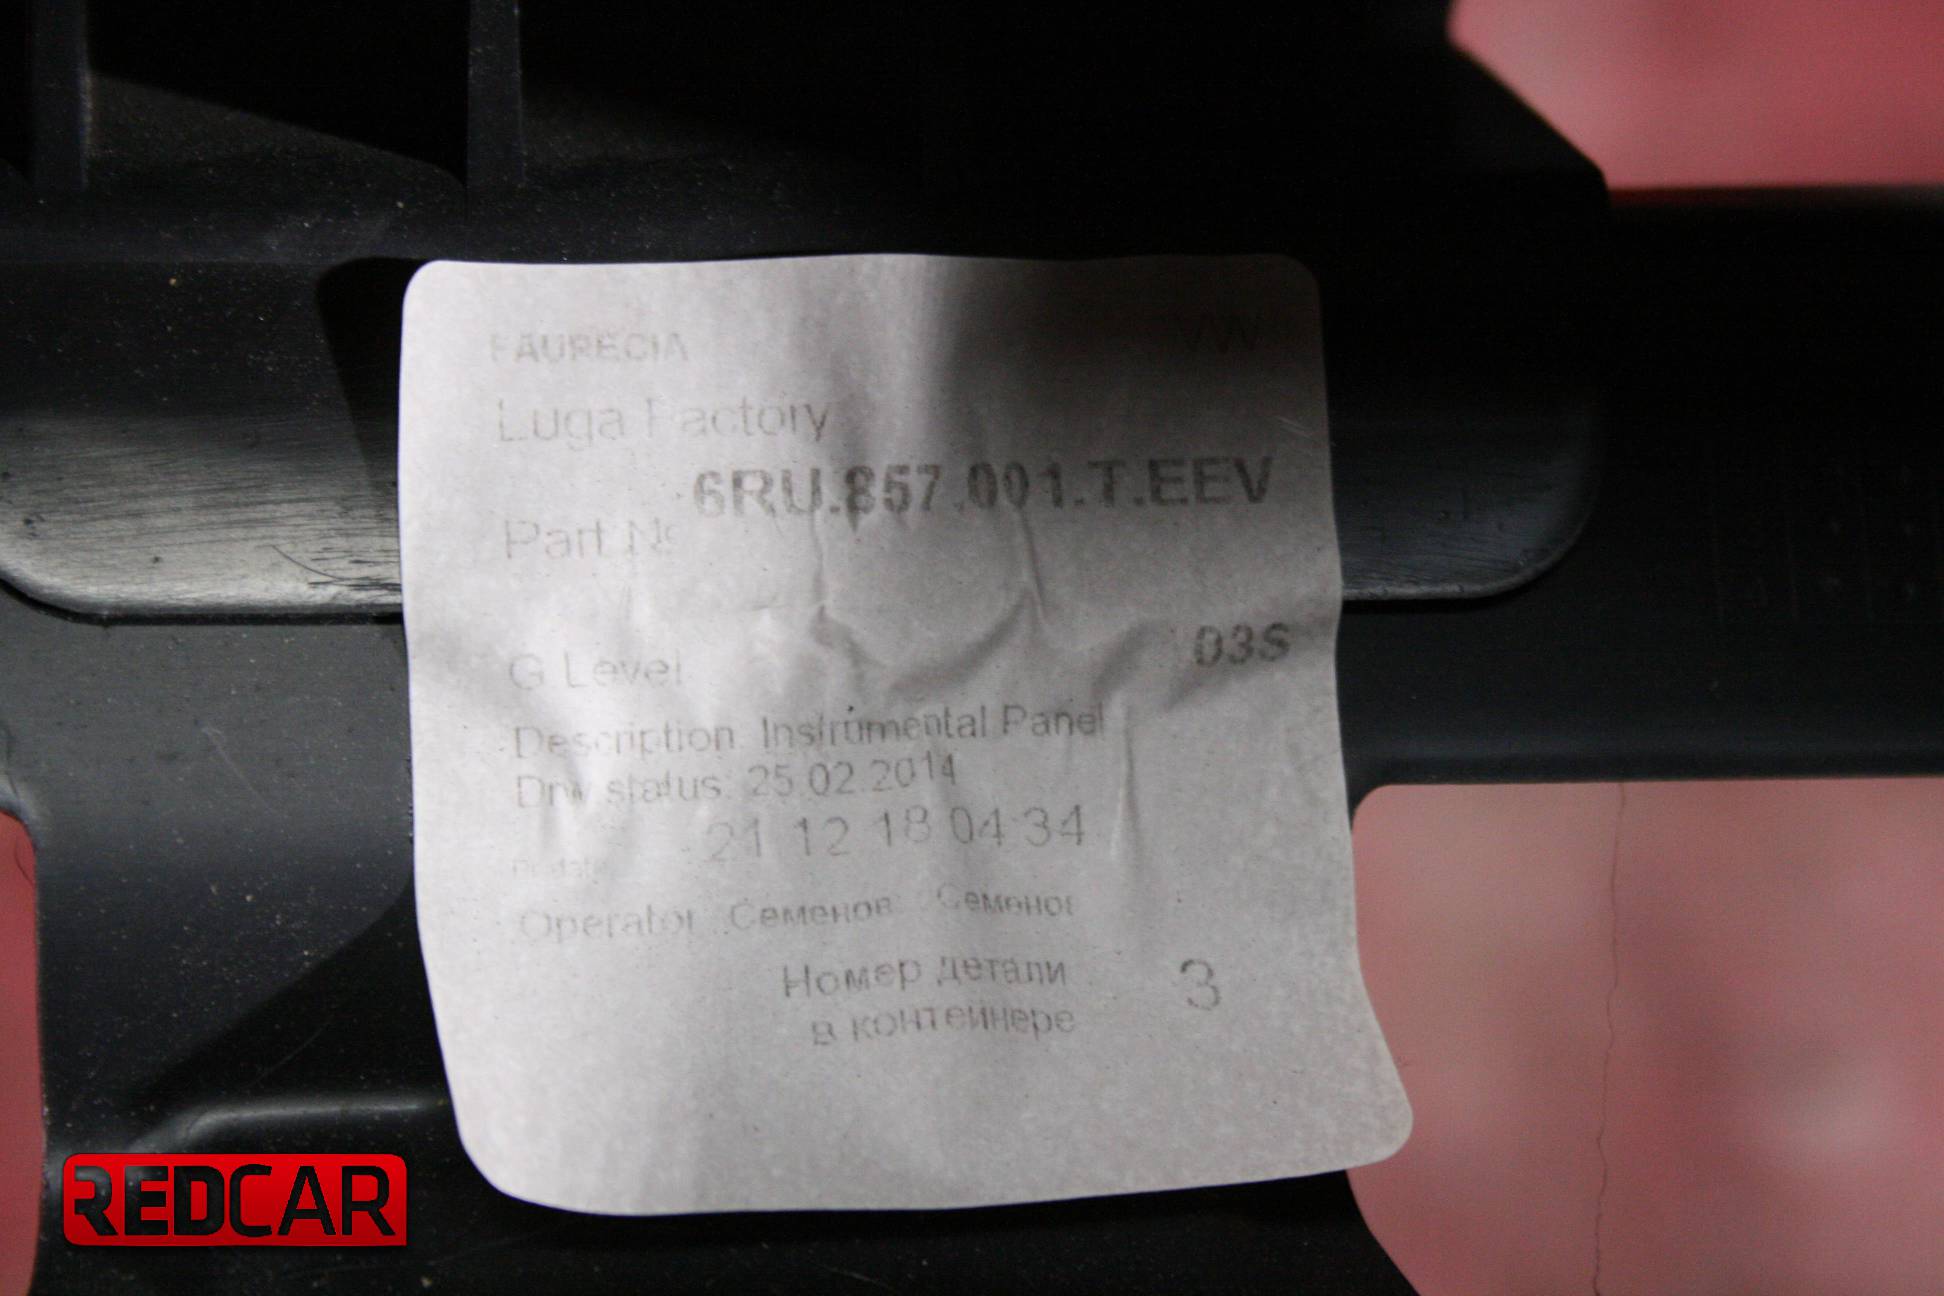 FAURECIA VW
Luga Factory
6RU.857.001.T.EEV
Part No
G Level 03S
Description: Instrumental Panel
Drw status: 25.02.2014
21 12 18 04:34
Operator: Семенов Семенов
Номер детали 3
в контейнере
REDCAR